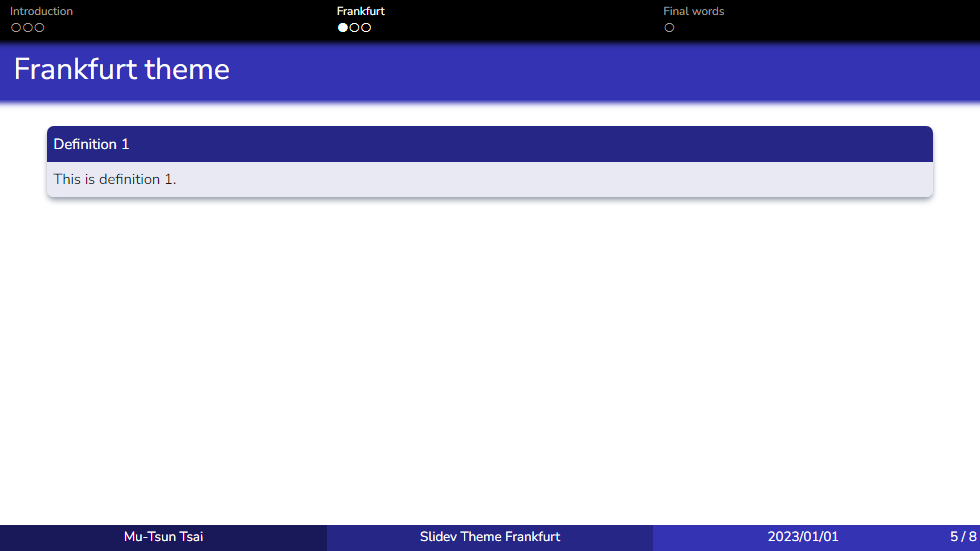 Introduction Frankfurt Final words
Frankfurt theme
Definition 1
This is definition 1.
Mu-Tsun Tsai Slidev Theme Frankfurt 2023/01/01 5 / 8